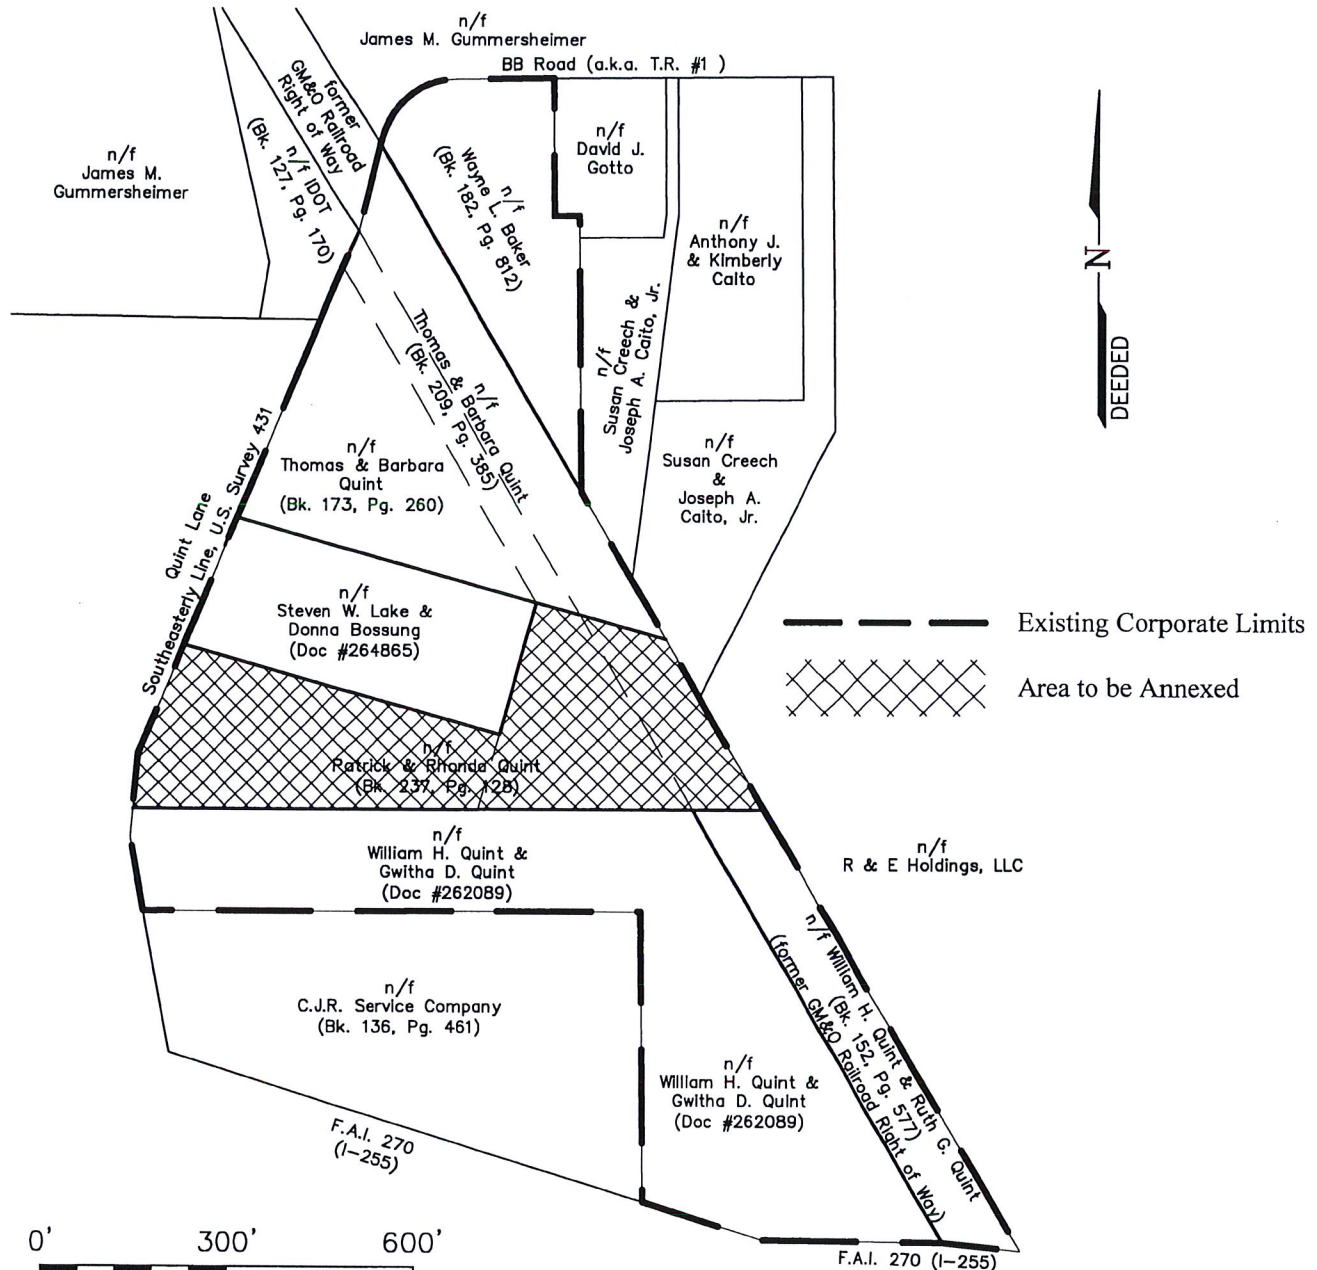 n/f
James M. Gummersheimer
BB Road (a.k.a. T.R. #1 )
former
GM&O Railroad
Right of Way
n/f IDOT
(Bk. 127, Pg. 170)
n/f
James M.
Gummersheimer
n/f
Wayne L. Baker
(Bk. 182, Pg. 812)
n/f
David J.
Gotto
n/f
Anthony J.
& Kimberly
Caito
n/f
Susan Creech &
Joseph A. Caito, Jr.
n/f
Susan Creech
&
Joseph A.
Caito, Jr.
N
DEEDED
n/f
Thomas & Barbara Quint
(Bk. 209, Pg. 385)
n/f
Thomas & Barbara
Quint
(Bk. 173, Pg. 260)
Quint Lane
Southeasterly Line, U.S. Survey 431
n/f
Steven W. Lake &
Donna Bossung
(Doc #264865)
Existing Corporate Limits
Area to be Annexed
n/f
Patrick & Rhonda Quint
(Bk. 237, Pg. 128)
n/f
William H. Quint &
Gwitha D. Quint
(Doc #262089)
n/f
R & E Holdings, LLC
n/f William H. Quint & Ruth G. Quint
(Bk. 152, Pg. 577)
(former GM&O Railroad Right of Way)
n/f
C.J.R. Service Company
(Bk. 136, Pg. 461)
n/f
William H. Quint &
Gwitha D. Quint
(Doc #262089)
F.A.I. 270
(I-255)
F.A.I. 270 (I-255)
0' 300' 600'